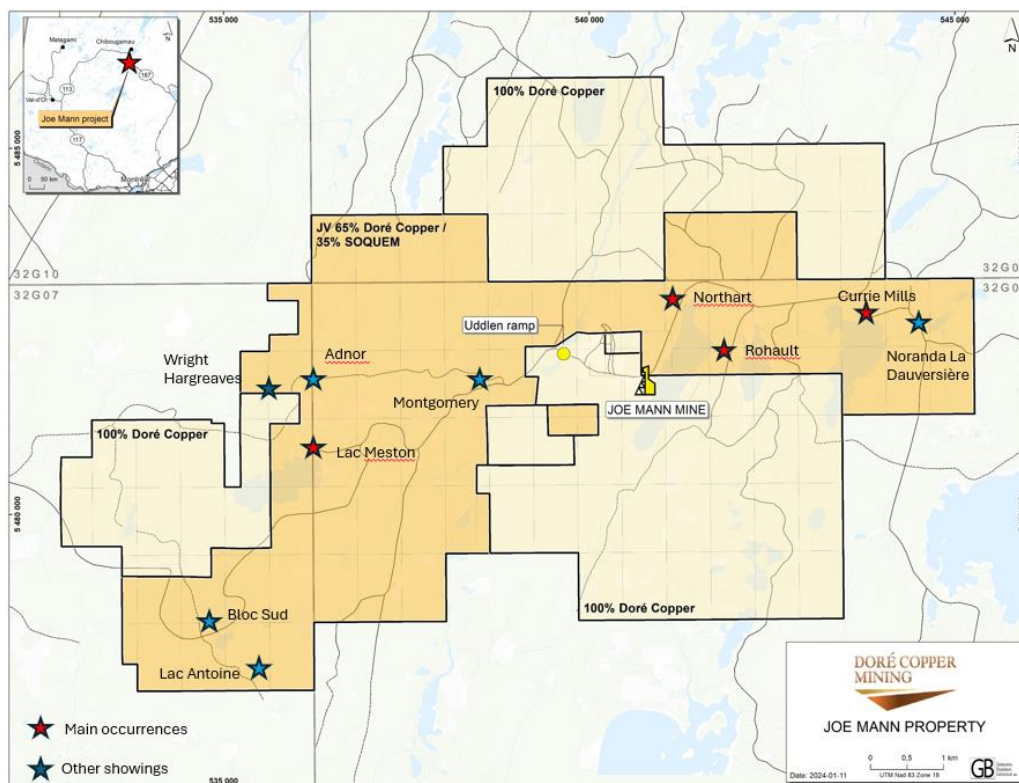 535 000
540 000
545 000
N
Matagami
Chibougamau
167
113
Val-d'Or
Joe Mann project
117
Ontario
Montréal
0 50 km
N
5 485 000
100% Doré Copper
JV 65% Doré Copper /
35% SOQUEM
32G10
32G07
32G0
32G0
Northart
Currie Mills
Uddlen ramp
Rohault
Noranda La
Dauversière
Wright
Hargreaves
Adnor
Montgomery
JOE MANN MINE
100% Doré Copper
Lac Meston
5 480 000
Bloc Sud
100% Doré Copper
Lac Antoine
Main occurrences
Other showings
535 000
DORÉ COPPER
MINING
JOE MANN PROPERTY
0 0,5 1 km
Date: 2024-01-11
UTM Nad 83 Zone 18
GB